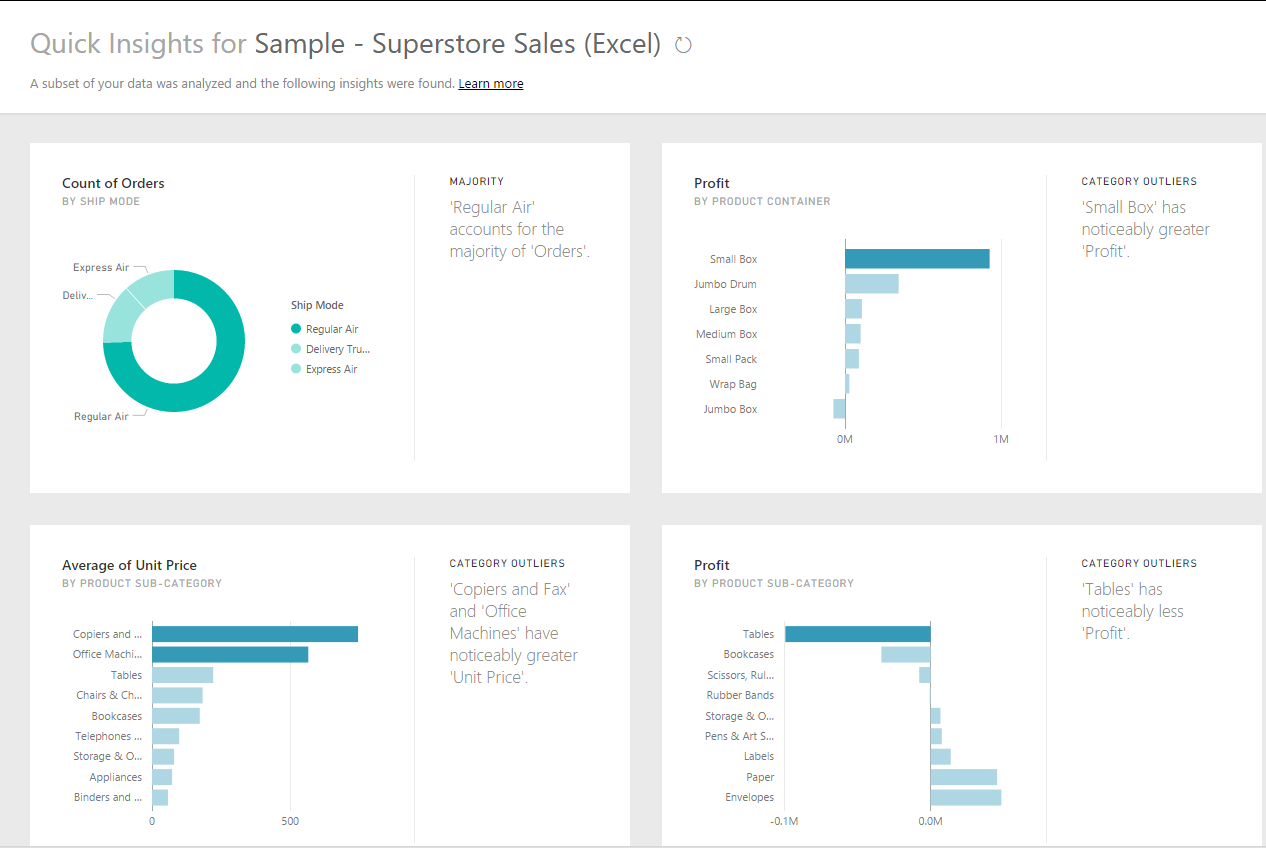 Quick Insights for Sample - Superstore Sales (Excel)
A subset of your data was analyzed and the following insights were found. Learn more
Count of Orders
BY SHIP MODE
Express Air
Deliv...
Regular Air
Ship Mode
Regular Air
Delivery Tru...
Express Air
MAJORITY
'Regular Air'
accounts for the
majority of 'Orders'.
Profit
BY PRODUCT CONTAINER
Small Box
Jumbo Drum
Large Box
Medium Box
Small Pack
Wrap Bag
Jumbo Box
0M 1M
CATEGORY OUTLIERS
'Small Box' has
noticeably greater
'Profit'.
Average of Unit Price
BY PRODUCT SUB-CATEGORY
Copiers and ...
Office Machi...
Tables
Chairs & Ch...
Bookcases
Telephones ...
Storage & O...
Appliances
Binders and ...
0 500
CATEGORY OUTLIERS
'Copiers and Fax'
and 'Office
Machines' have
noticeably greater
'Unit Price'.
Profit
BY PRODUCT SUB-CATEGORY
Tables
Bookcases
Scissors, Rul...
Rubber Bands
Storage & O...
Pens & Art S...
Labels
Paper
Envelopes
-0.1M 0.0M
CATEGORY OUTLIERS
'Tables' has
noticeably less
'Profit'.